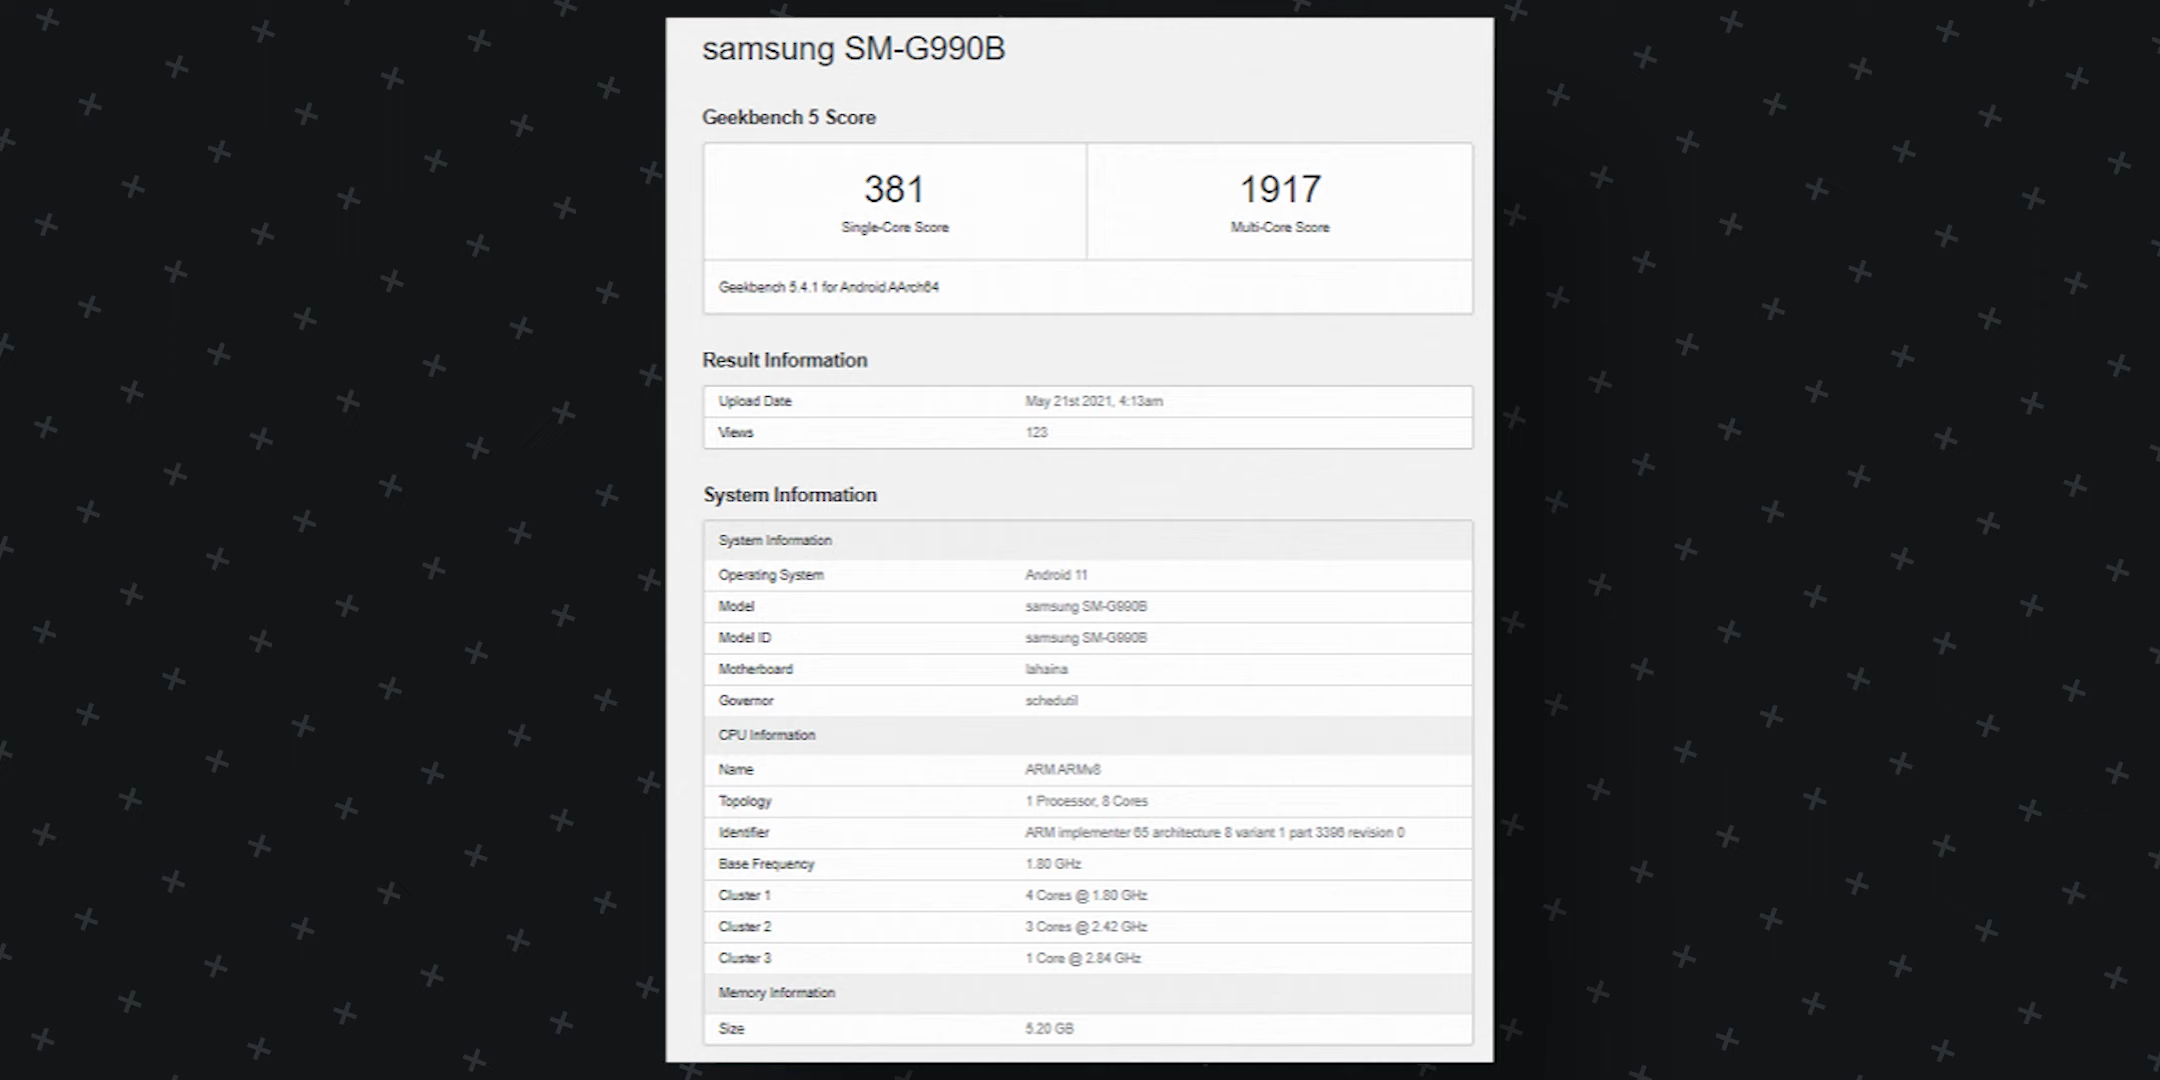 samsung SM-G990B
Geekbench 5 Score
381 1917
Single-Core Score Multi-Core Score
Geekbench 5.4.1 for Android AArch64
Result Information
Upload Date May 21st 2021, 4:13am
Views 123
System Information
System Information
Operating System Android 11
Model samsung SM-G990B
Model ID samsung SM-G990B
Motherboard lahaina
Governor schedutil
CPU Information
Name ARM ARMv8
Topology 1 Processor, 8 Cores
Identifier ARM implementer 65 architecture 8 variant 1 part 3396 revision 0
Base Frequency 1.80 GHz
Cluster 1 4 Cores @ 1.80 GHz
Cluster 2 3 Cores @ 2.42 GHz
Cluster 3 1 Core @ 2.84 GHz
Memory Information
Size 5.20 GB